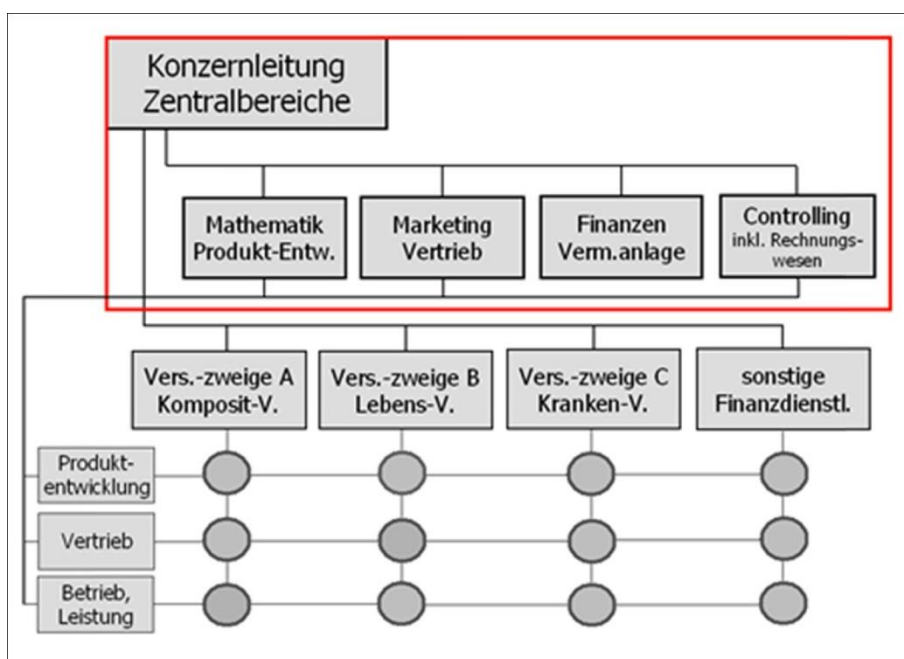 Konzernleitung
Zentralbereiche
Mathematik
Produkt-Entw.
Marketing
Vertrieb
Finanzen
Verm.anlage
Controlling
inkl. Rechnungs-
wesen
Vers.-zweige A
Komposit-V.
Vers.-zweige B
Lebens-V.
Vers.-zweige C
Kranken-V.
sonstige
Finanzdienstl.
Produkt-
entwicklung
Vertrieb
Betrieb,
Leistung